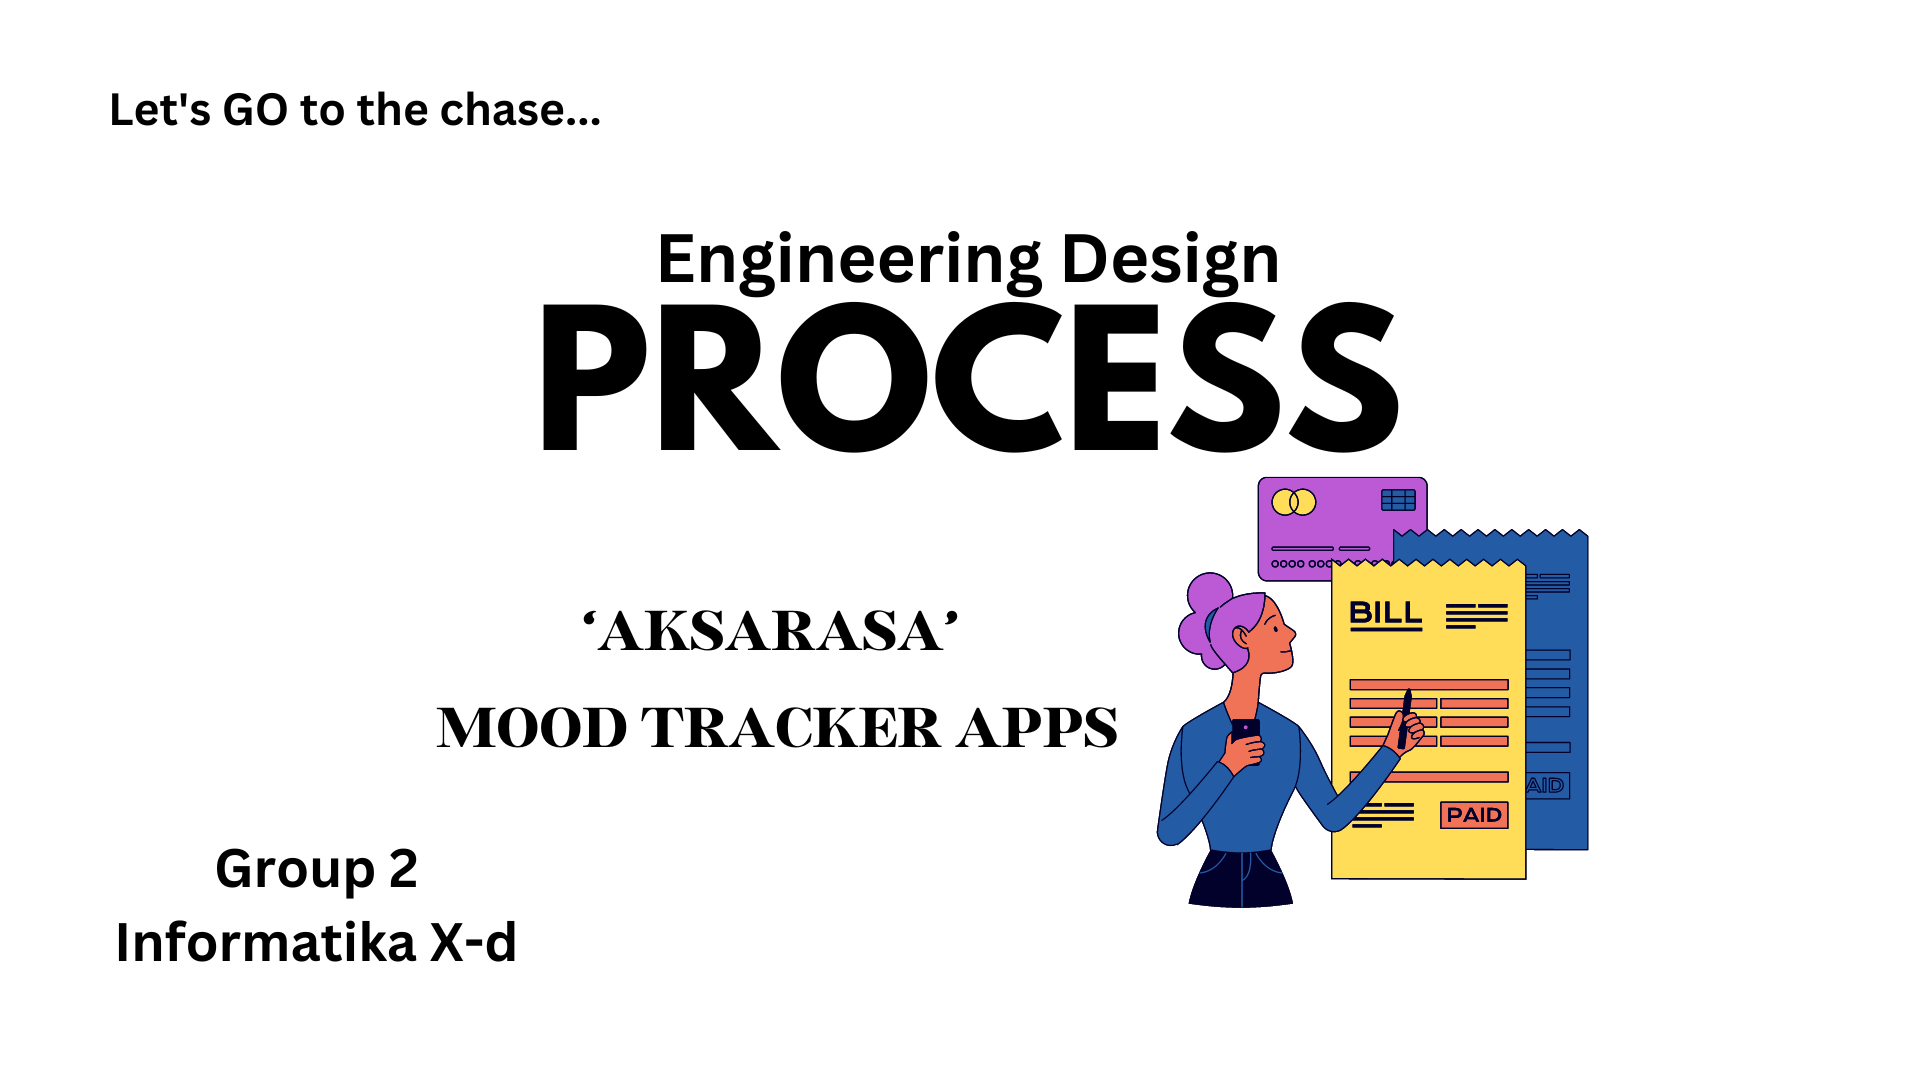 Let's GO to the chase...
Engineering Design
PROCESS
‘AKSARASA’
MOOD TRACKER APPS
BILL
AID
PAID
Group 2
Informatika X-d